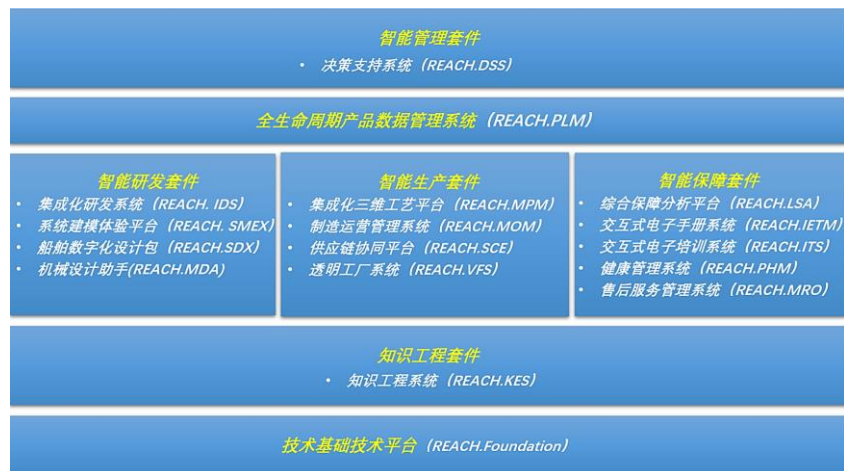 智能管理套件
• 决策支持系统（REACH.DSS）
全生命周期产品数据管理系统（REACH.PLM）
智能研发套件
• 集成化研发系统（REACH. IDS）
• 系统建模体验平台（REACH. SMEX）
• 船舶数字化设计包（REACH.SDX）
• 机械设计助手(REACH.MDA)
智能生产套件
• 集成化三维工艺平台（REACH.MPM）
• 制造运营管理系统（REACH.MOM）
• 供应链协同平台（REACH.SCE）
• 透明工厂系统（REACH.VFS）
智能保障套件
• 综合保障分析平台（REACH.LSA）
• 交互式电子手册系统（REACH.IETM）
• 交互式电子培训系统（REACH.ITS）
• 健康管理系统（REACH.PHM）
• 售后服务管理系统（REACH.MRO）
知识工程套件
• 知识工程系统（REACH.KES）
技术基础技术平台（REACH.Foundation）